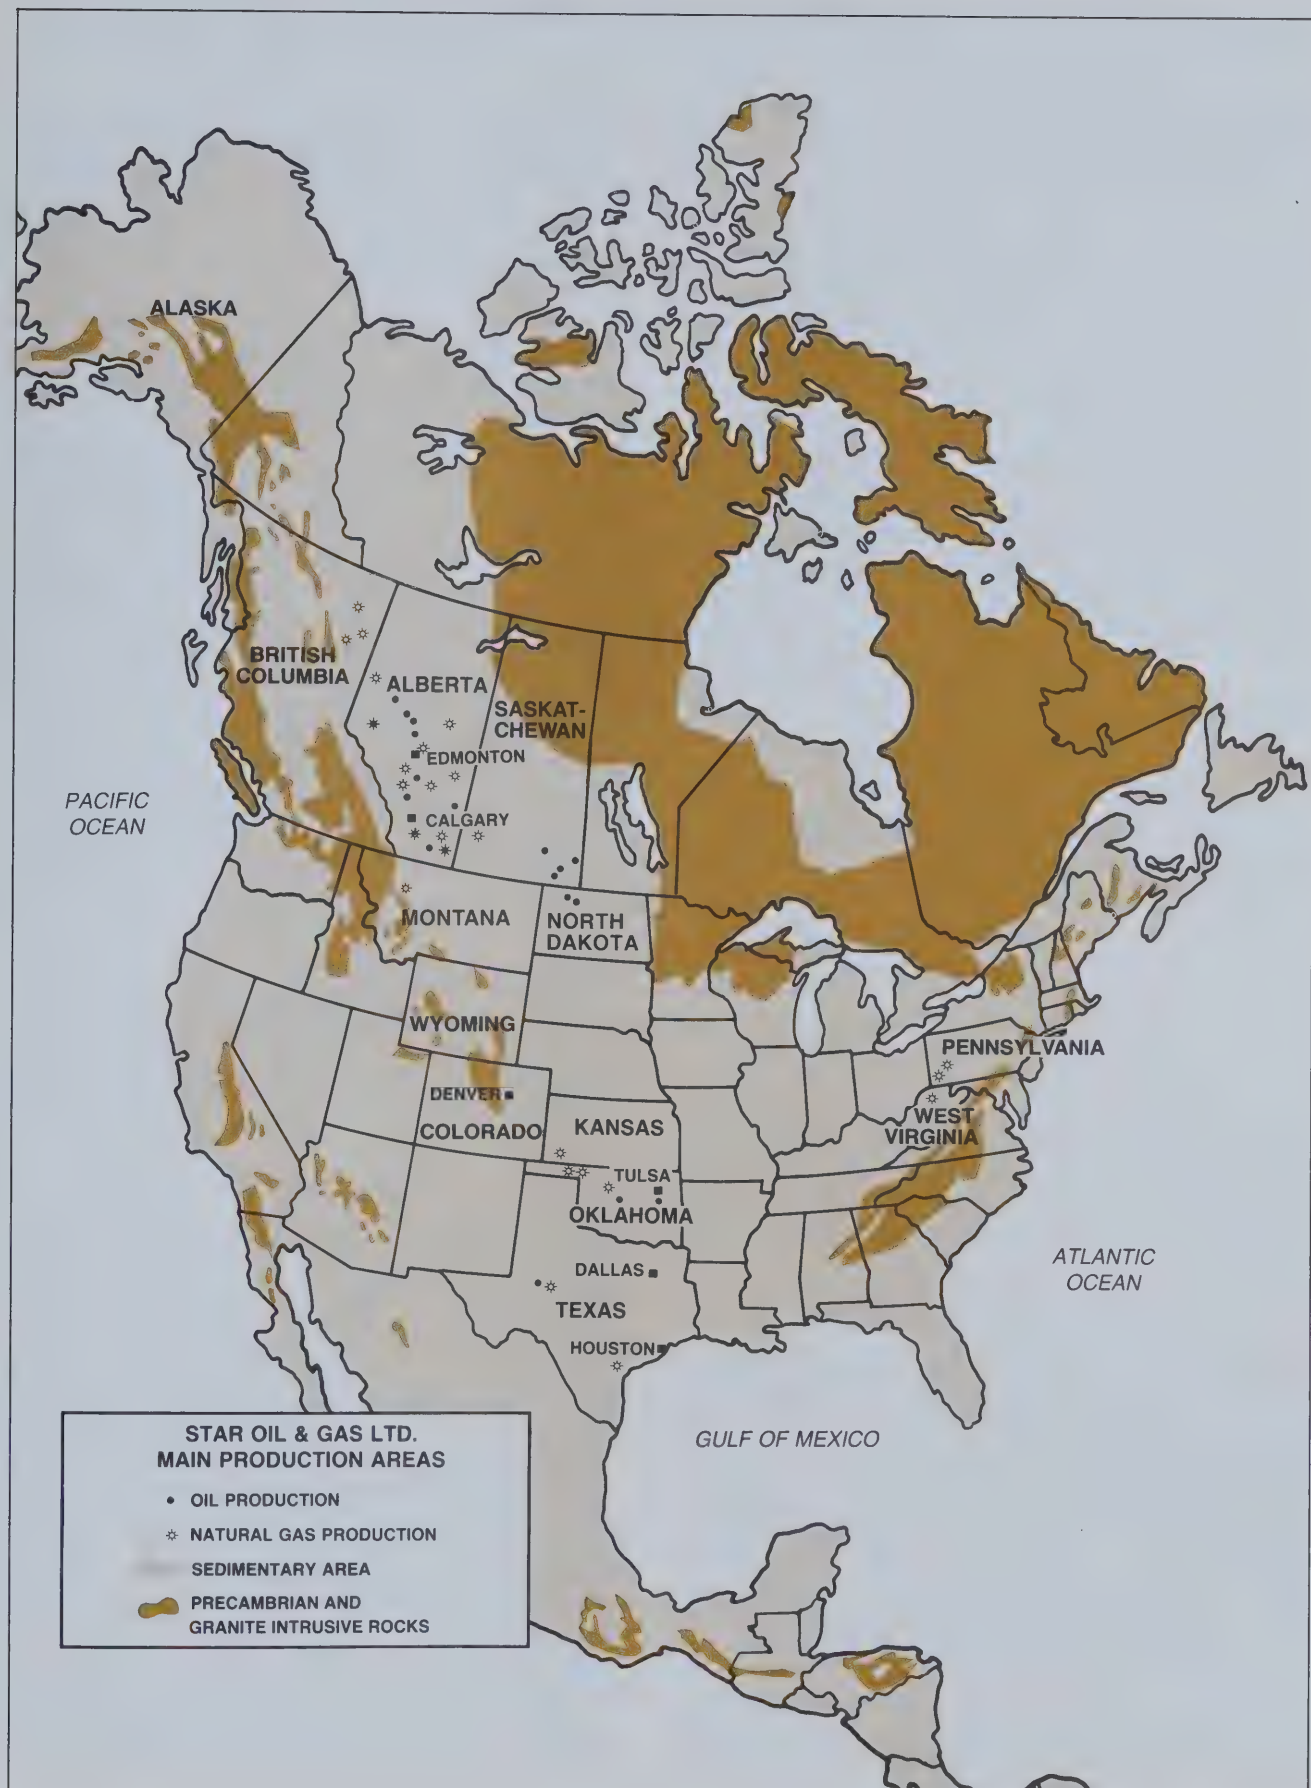 ALASKA
BRITISH
COLUMBIA
ALBERTA
SASKAT-
CHEWAN
EDMONTON
CALGARY
PACIFIC
OCEAN
MONTANA
NORTH
DAKOTA
WYOMING
PENNSYLVANIA
DENVER
COLORADO
KANSAS
WEST
VIRGINIA
TULSA
OKLAHOMA
DALLAS
TEXAS
HOUSTON
ATLANTIC
OCEAN
GULF OF MEXICO
STAR OIL & GAS LTD.
MAIN PRODUCTION AREAS
OIL PRODUCTION
NATURAL GAS PRODUCTION
SEDIMENTARY AREA
PRECAMBRIAN AND
GRANITE INTRUSIVE ROCKS